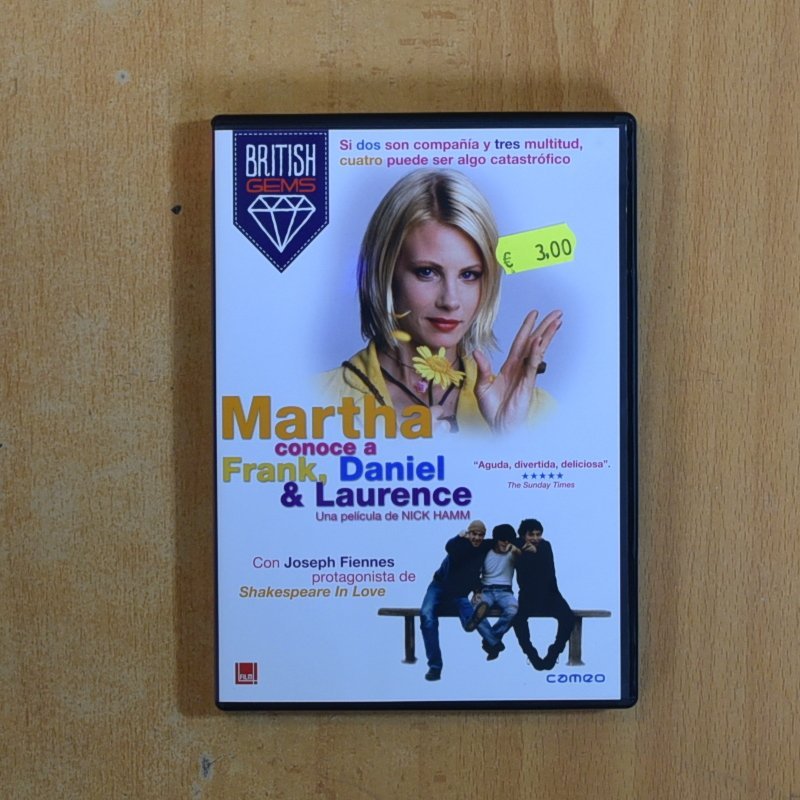 BRITISH
GEMS
Si dos son compañía y tres multitud,
cuatro puede ser algo catastrófico
€ 3,00
Martha
conoce a
Frank, Daniel
& Laurence
Una película de NICK HAMM
"Aguda, divertida, deliciosa".
★★★★★
The Sunday Times
Con Joseph Fiennes
protagonista de
Shakespeare In Love
FILM
cameo